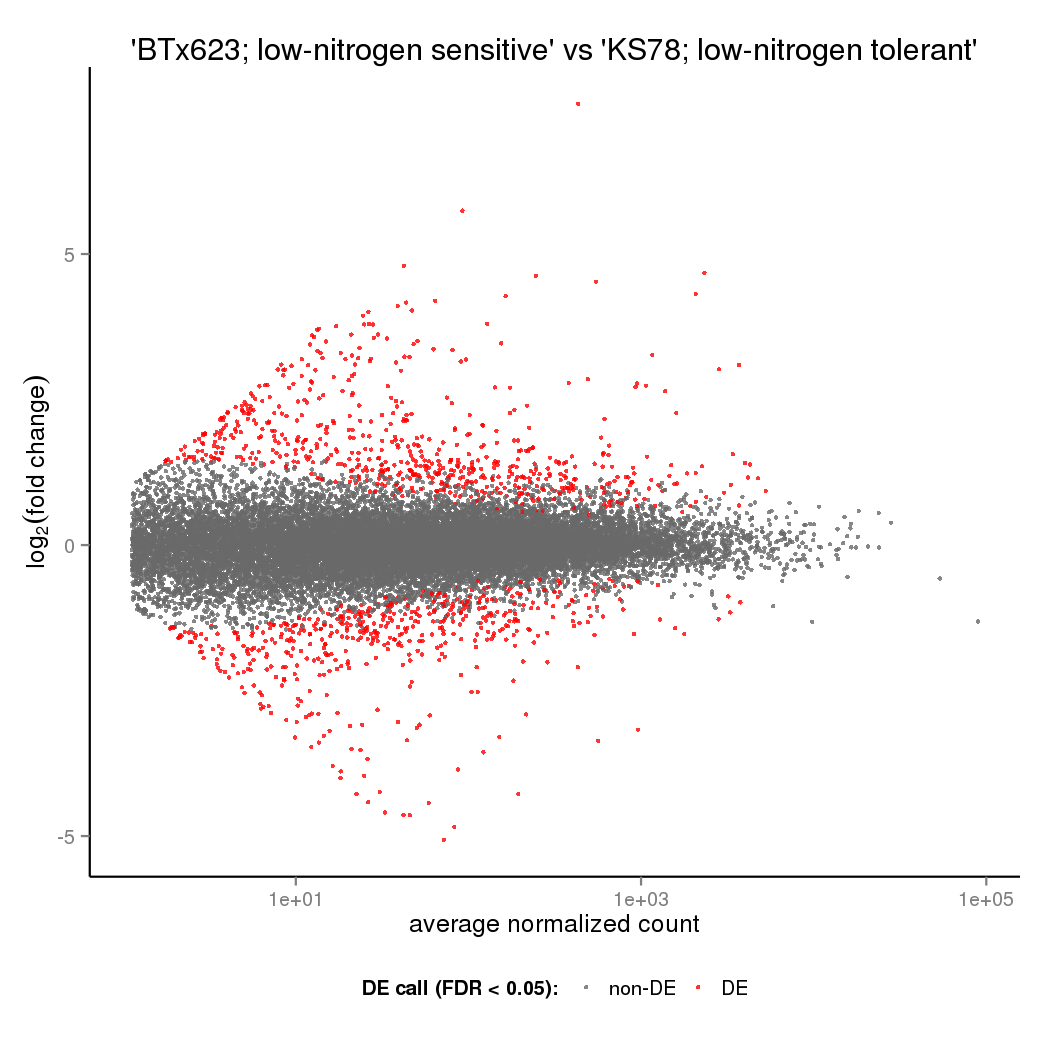 'BTx623; low-nitrogen sensitive' vs 'KS78; low-nitrogen tolerant'
log2(fold change)
5
0
-5
1e+01 1e+03 1e+05
average normalized count
DE call (FDR < 0.05): non-DE DE